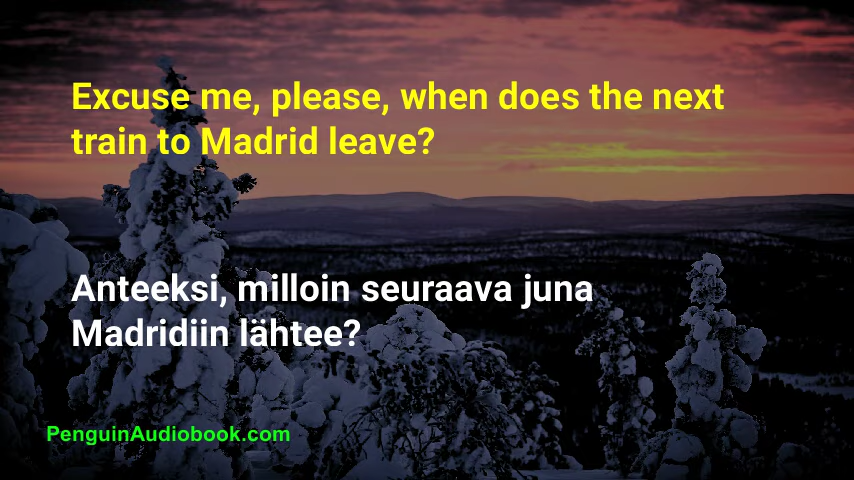 Excuse me, please, when does the next
train to Madrid leave?
Anteeksi, milloin seuraava juna
Madridiin lähtee?
PenguinAudiobook.com